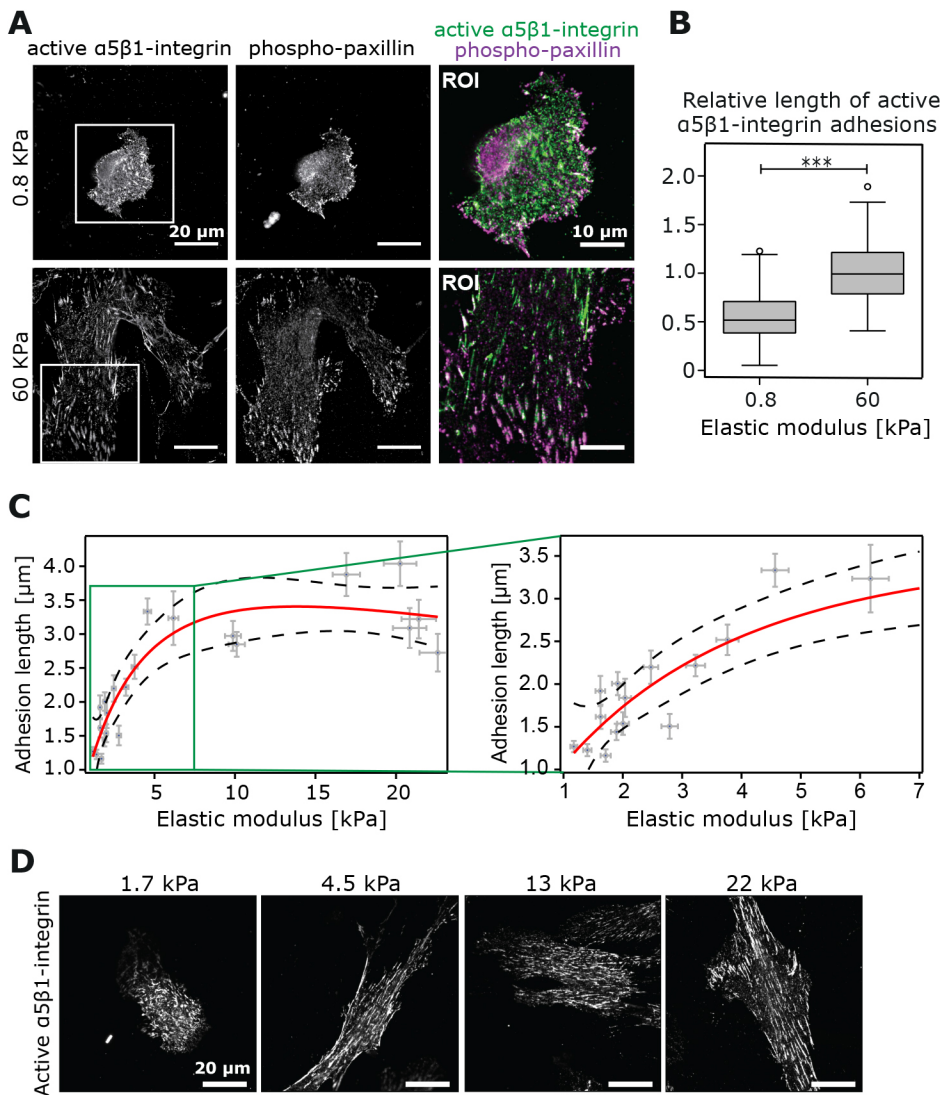 A
active α5β1-integrin
phospho-paxillin
active α5β1-integrin
phospho-paxillin
0.8 KPa
20 µm
ROI
10 µm
60 KPa
ROI
B
Relative length of active
α5β1-integrin adhesions
***
2.0
1.5
1.0
0.5
0
0.8
60
Elastic modulus [kPa]
C
Adhesion length [µm]
4.0
3.5
3.0
2.5
2.0
1.5
1.0
5
10
15
20
Elastic modulus [kPa]
Adhesion length [µm]
3.5
3.0
2.5
2.0
1.5
1.0
1
2
3
4
5
6
7
Elastic modulus [kPa]
D
1.7 kPa
4.5 kPa
13 kPa
22 kPa
Active α5β1-integrin
20 µm